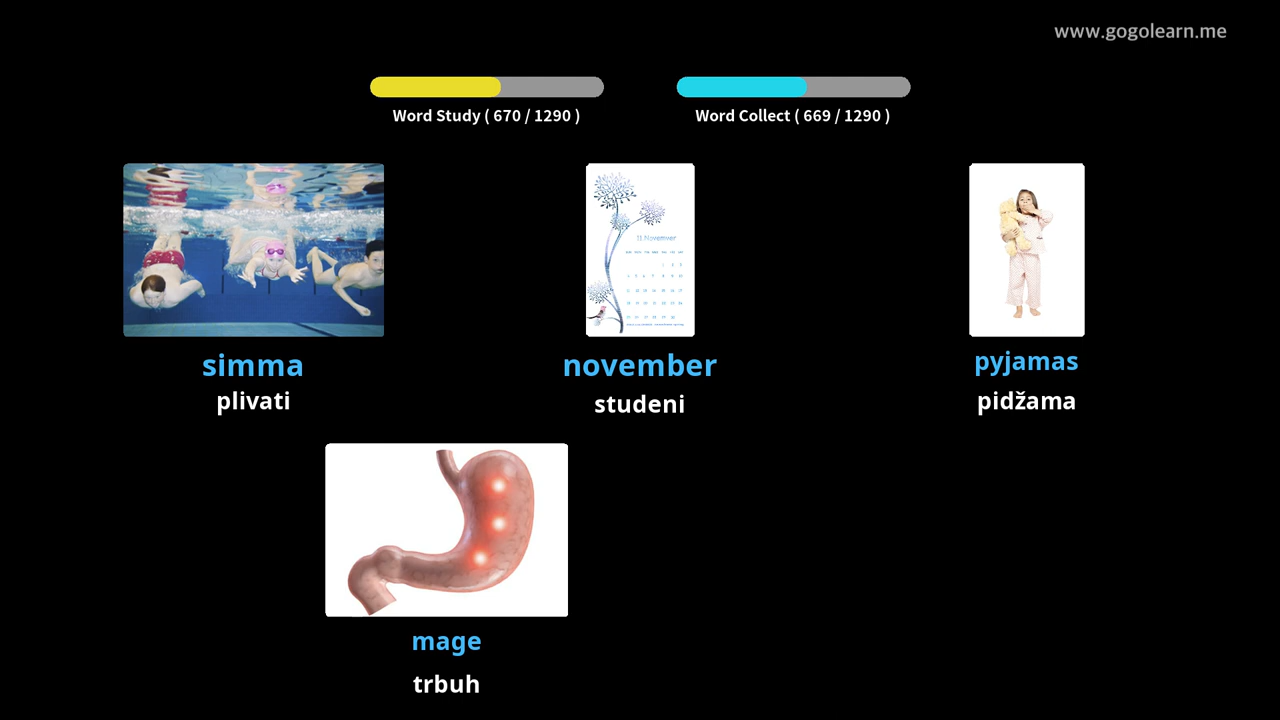 www.gogolearn.me
Word Study ( 670 / 1290 )
Word Collect ( 669 / 1290 )
simma
plivati
november
studeni
pyjamas
pidžama
mage
trbuh